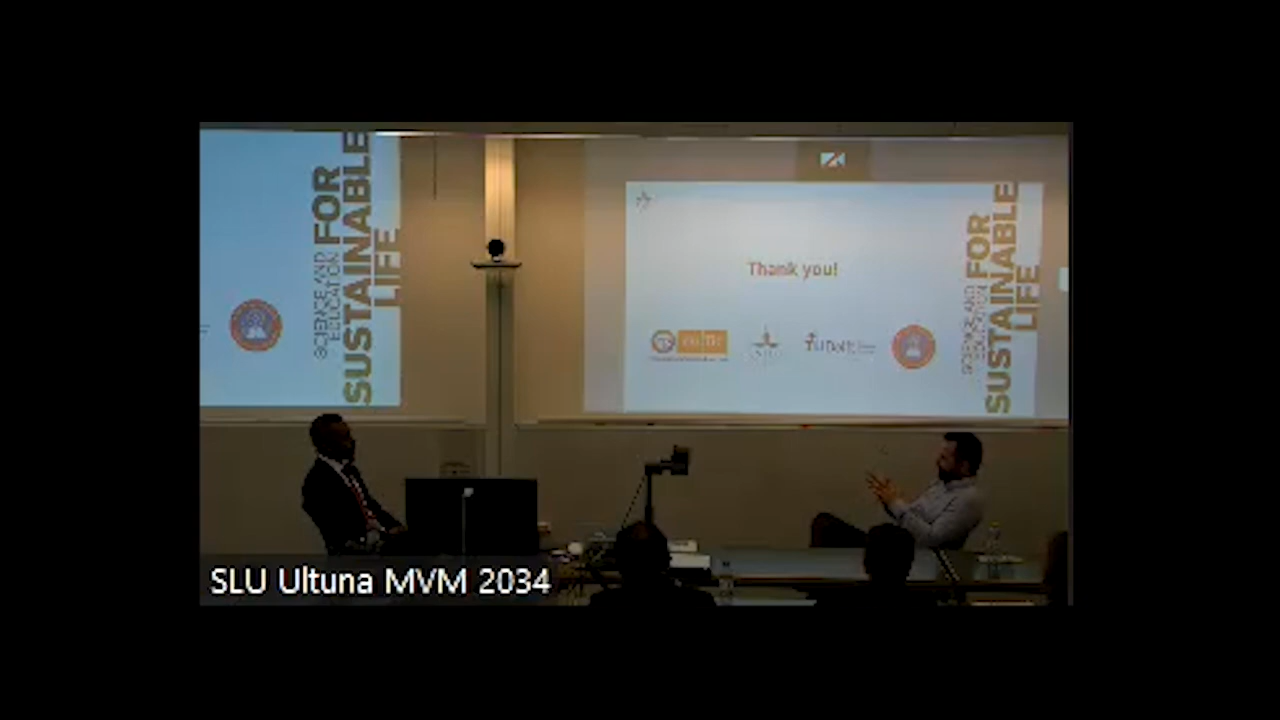 SCIENCE AND
EDUCATION FOR
SUSTAINABLE
LIFE
Thank you!
SCIENCE AND
EDUCATION FOR
SUSTAINABLE
LIFE
SLU Ultuna MVM 2034